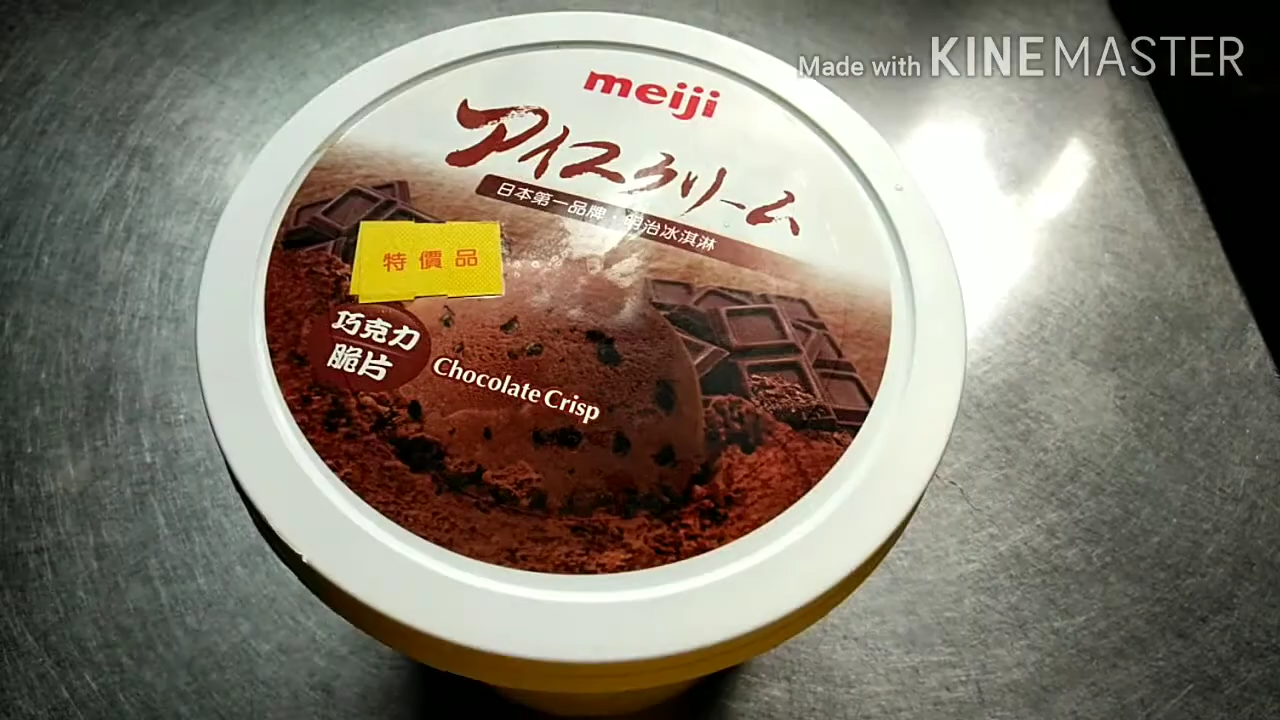 Made with KINEMASTER
meiji
アイスクリーム
日本第一品牌・明治冰淇淋
特價品
巧克力
脆片
Chocolate Crisp